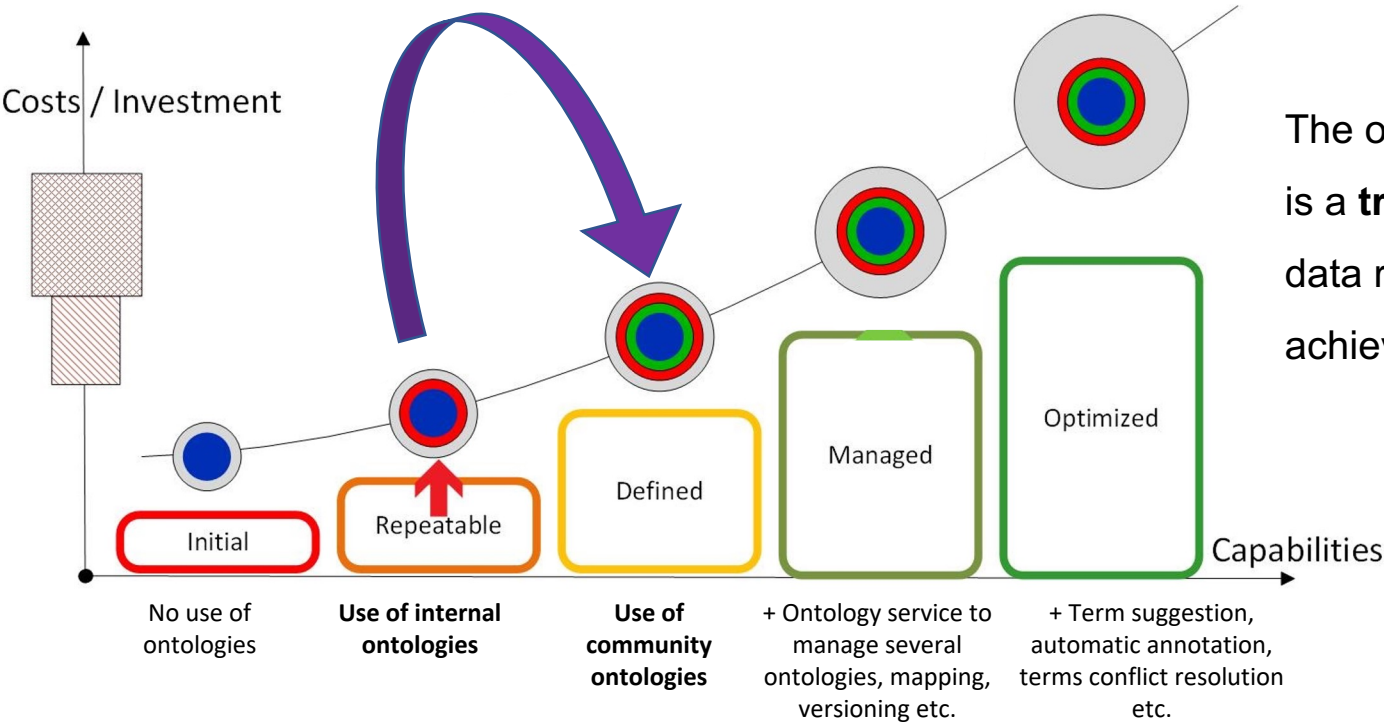 Costs / Investment
The o
is a tr
data r
achiev
Optimized
Managed
Defined
Repeatable
Initial
Capabilities
No use of
ontologies
Use of internal
ontologies
Use of
community
ontologies
+ Ontology service to
manage several
ontologies, mapping,
versioning etc.
+ Term suggestion,
automatic annotation,
terms conflict resolution
etc.